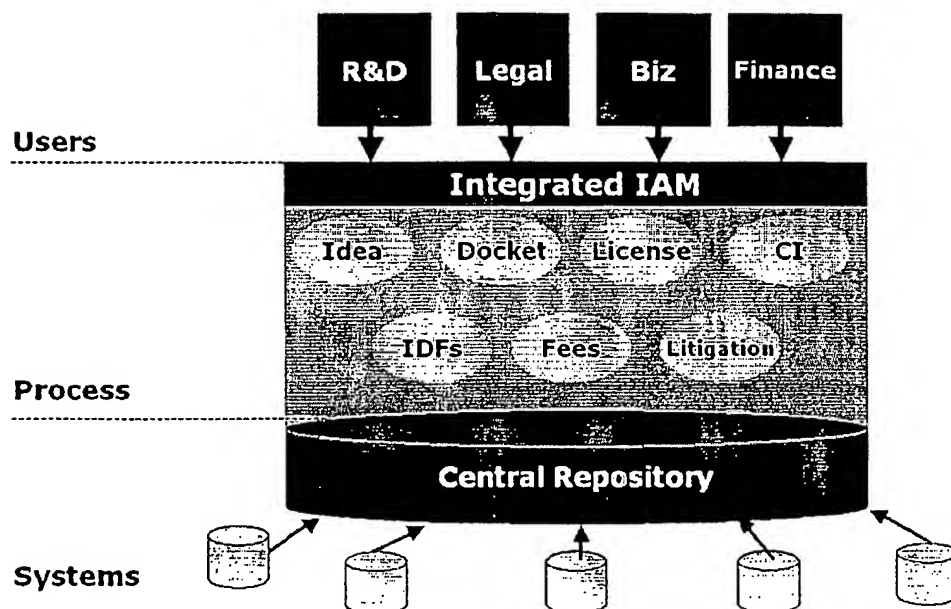 R&D Legal Biz Finance
Users
Integrated IAM
Idea Docket License CI
IDFs Fees Litigation
Process
Central Repository
Systems